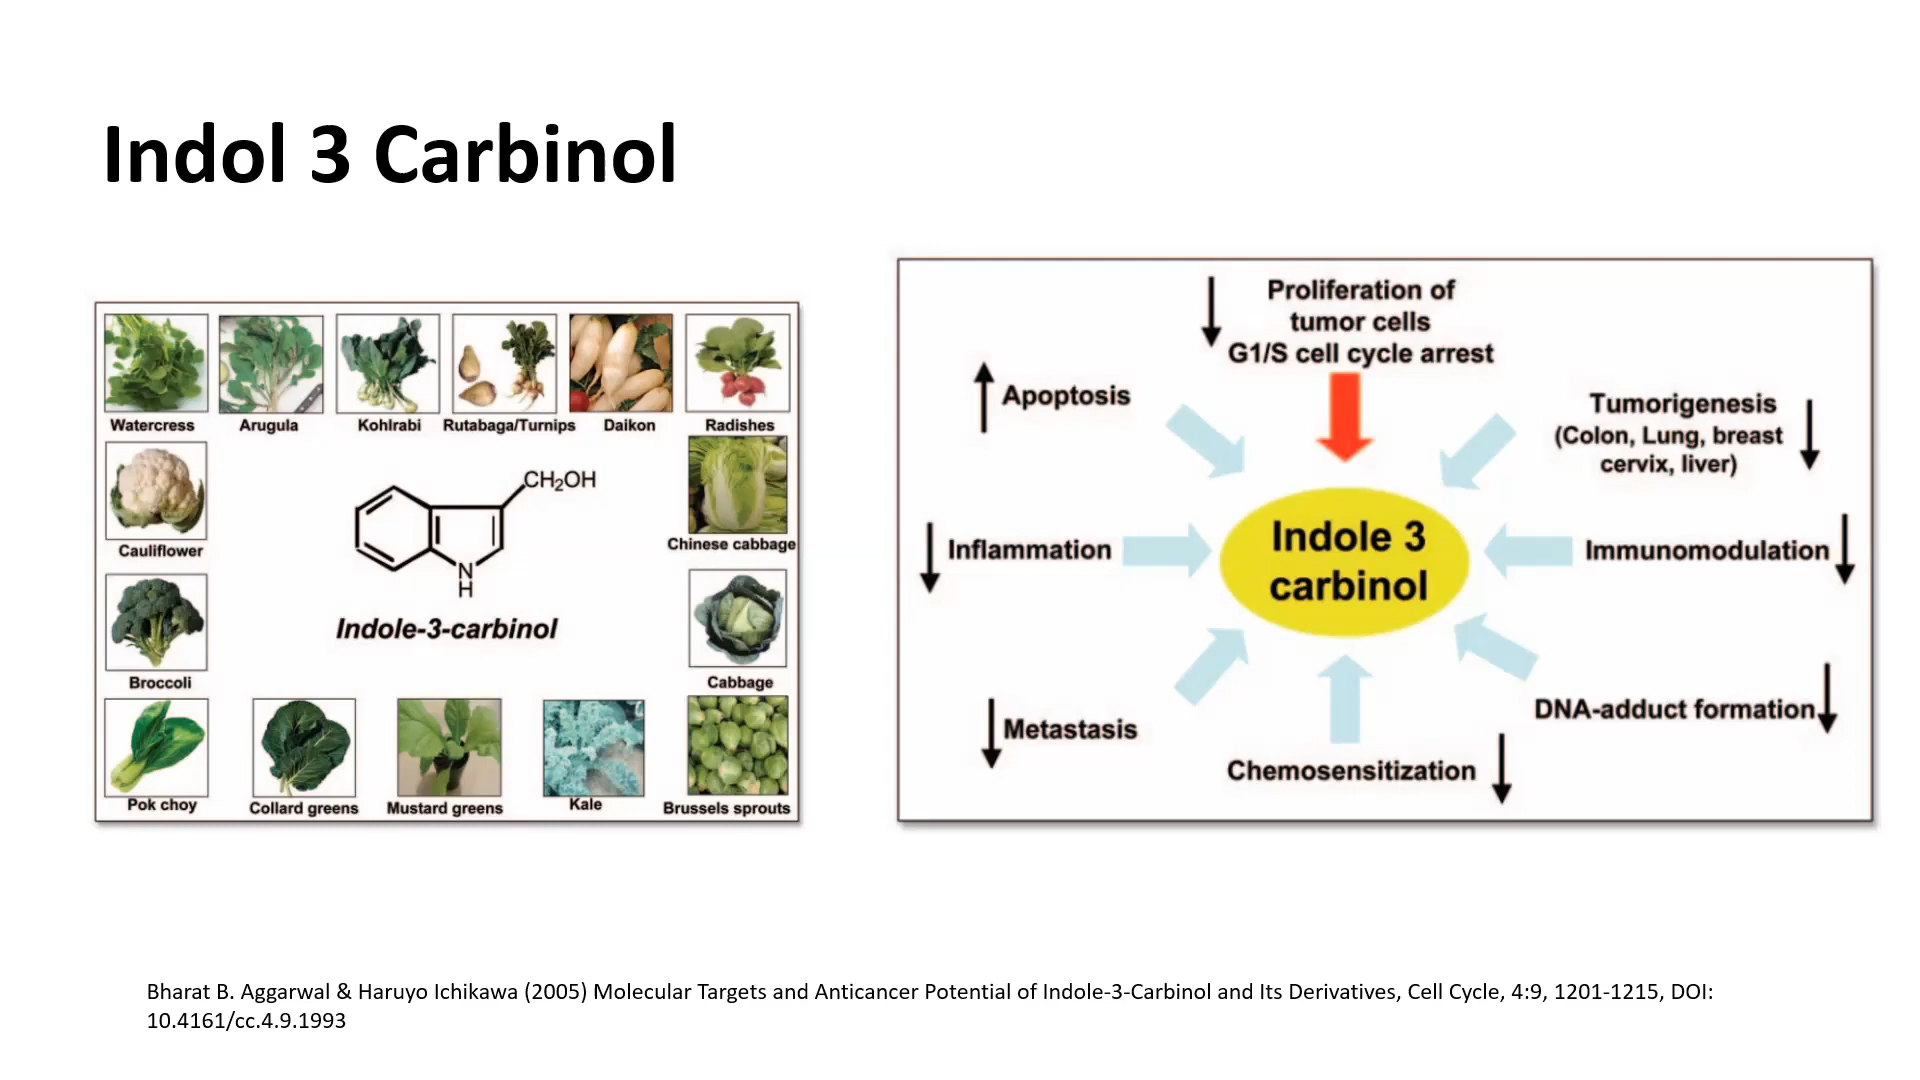 Indol 3 Carbinol
Watercress
Arugula
Kohlrabi
Rutabaga/Turnips
Daikon
Radishes
Cauliflower
Chinese cabbage
Broccoli
Cabbage
Pok choy
Collard greens
Mustard greens
Kale
Brussels sprouts
CH₂OH
N
H
Indole-3-carbinol
Proliferation of
tumor cells
G1/S cell cycle arrest
Apoptosis
Tumorigenesis
(Colon, Lung, breast
cervix, liver)
Inflammation
Indole 3
carbinol
Immunomodulation
Metastasis
DNA-adduct formation
Chemosensitization
Bharat B. Aggarwal & Haruyo Ichikawa (2005) Molecular Targets and Anticancer Potential of Indole-3-Carbinol and Its Derivatives, Cell Cycle, 4:9, 1201-1215, DOI:
10.4161/cc.4.9.1993